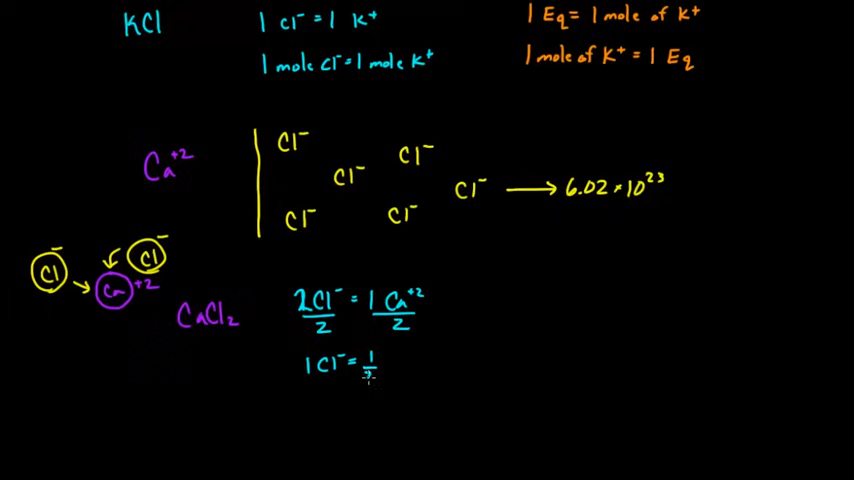 KCl
1 Cl⁻ = 1 K⁺
1 mole Cl⁻ = 1 mole K⁺
1 Eq = 1 mole of K⁺
1 mole of K⁺ = 1 Eq
Ca⁺²
Cl⁻
Cl⁻
Cl⁻
Cl⁻
Cl⁻
Cl⁻
6.02 × 10²³
Cl⁻
Cl⁻
Ca⁺²
CaCl₂
2Cl⁻ = 1 Ca⁺²
2 2
1 Cl⁻ = 1